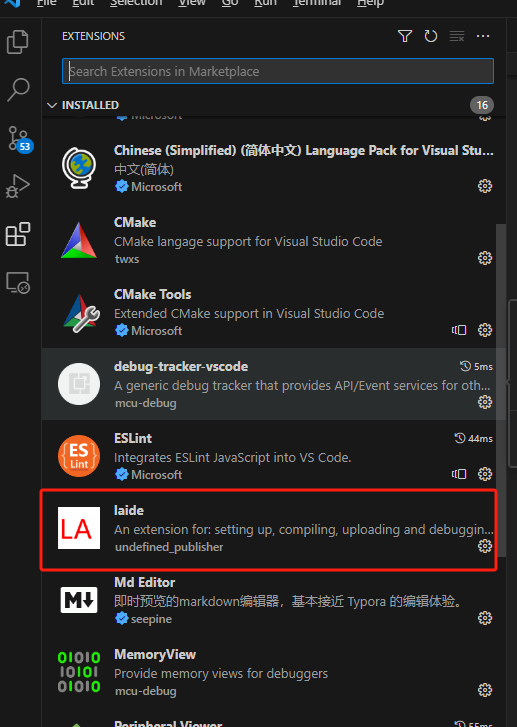 File Edit Selection View Go Run Terminal Help
EXTENSIONS
Search Extensions in Marketplace
INSTALLED 16
Microsoft
53
Chinese (Simplified) (简体中文) Language Pack for Visual Stu...
中文(简体)
Microsoft
CMake
CMake langage support for Visual Studio Code
twxs
CMake Tools
Extended CMake support in Visual Studio Code
Microsoft
debug-tracker-vscode 5ms
A generic debug tracker that provides API/Event services for oth...
mcu-debug
ES
Lint
ESLint 44ms
Integrates ESLint JavaScript into VS Code.
Microsoft
LA
laide
An extension for: setting up, compiling, uploading and debuggin...
undefined_publisher
M
Md Editor
即时预览的markdown编辑器，基本接近 Typora 的编辑体验。
seepine
01010
10101
01010
MemoryView
Provide memory views for debuggers
mcu-debug
Peripheral Viewer 55ms